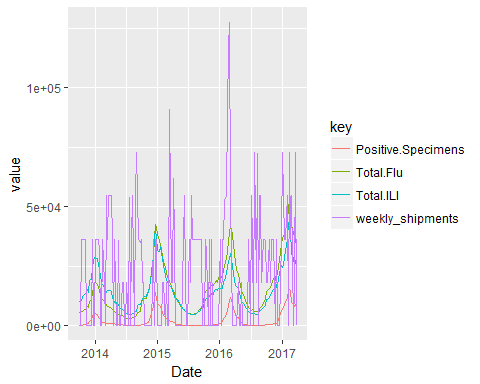 1e+05
5e+04
0e+00
value
2014 2015 2016 2017
Date
key
Positive.Specimens
Total.Flu
Total.ILI
weekly_shipments